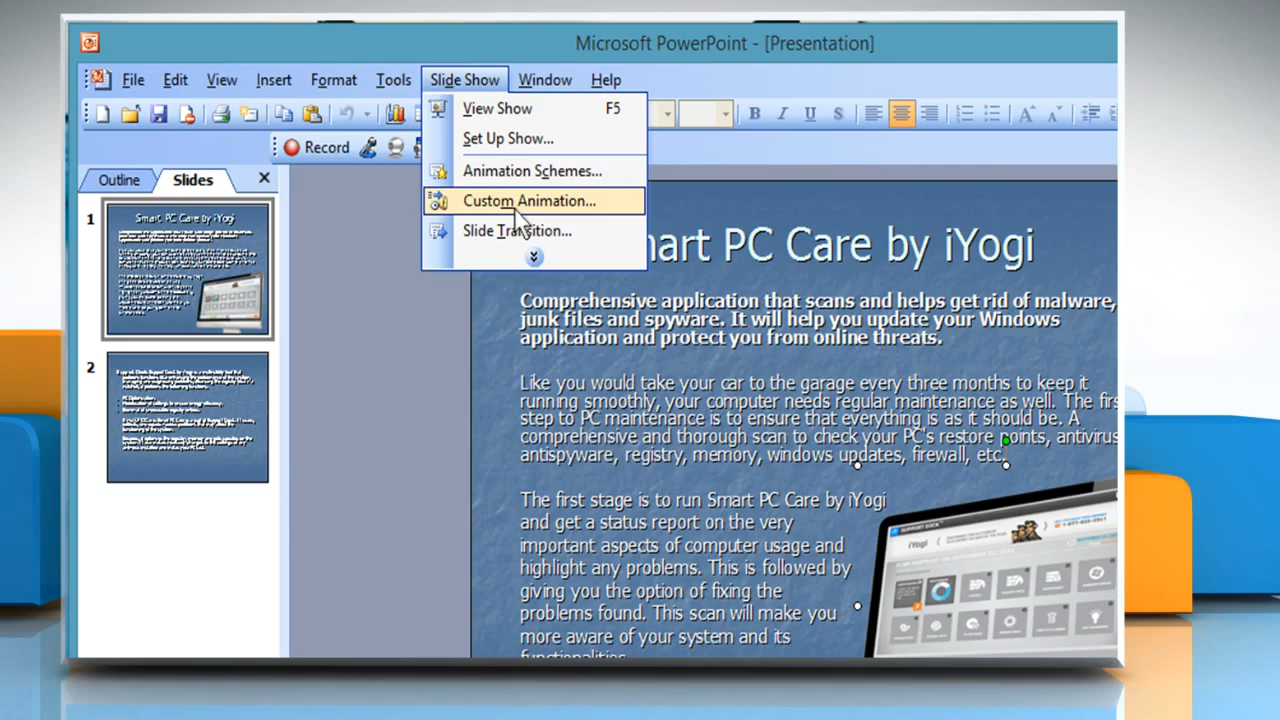 Microsoft PowerPoint - [Presentation]
File Edit View Insert Format Tools Slide Show Window Help
View Show F5
Set Up Show...
Animation Schemes...
Custom Animation...
Slide Transition...
B I U S
Record
Outline Slides
1
Smart PC Care by iYogi
2
PC Care by iYogi
Comprehensive application that scans and helps get rid of malware,
junk files and spyware. It will help you update your Windows
application and protect you from online threats.
Like you would take your car to the garage every three months to keep it
running smoothly, your computer needs regular maintenance as well. The
step to PC maintenance is to ensure that everything is as it should be. A
comprehensive and thorough scan to check your PC's restore points, antivirus
antispyware, registry, memory, windows updates, firewall, etc.
The first stage is to run Smart PC Care by iYogi
and get a status report on the very
important aspects of computer usage and
highlight any problems. This is followed by
giving you the option of fixing the
problems found. This scan will make you
more aware of your system and its
functionalities.
SUPPORT DOCK
iYogi